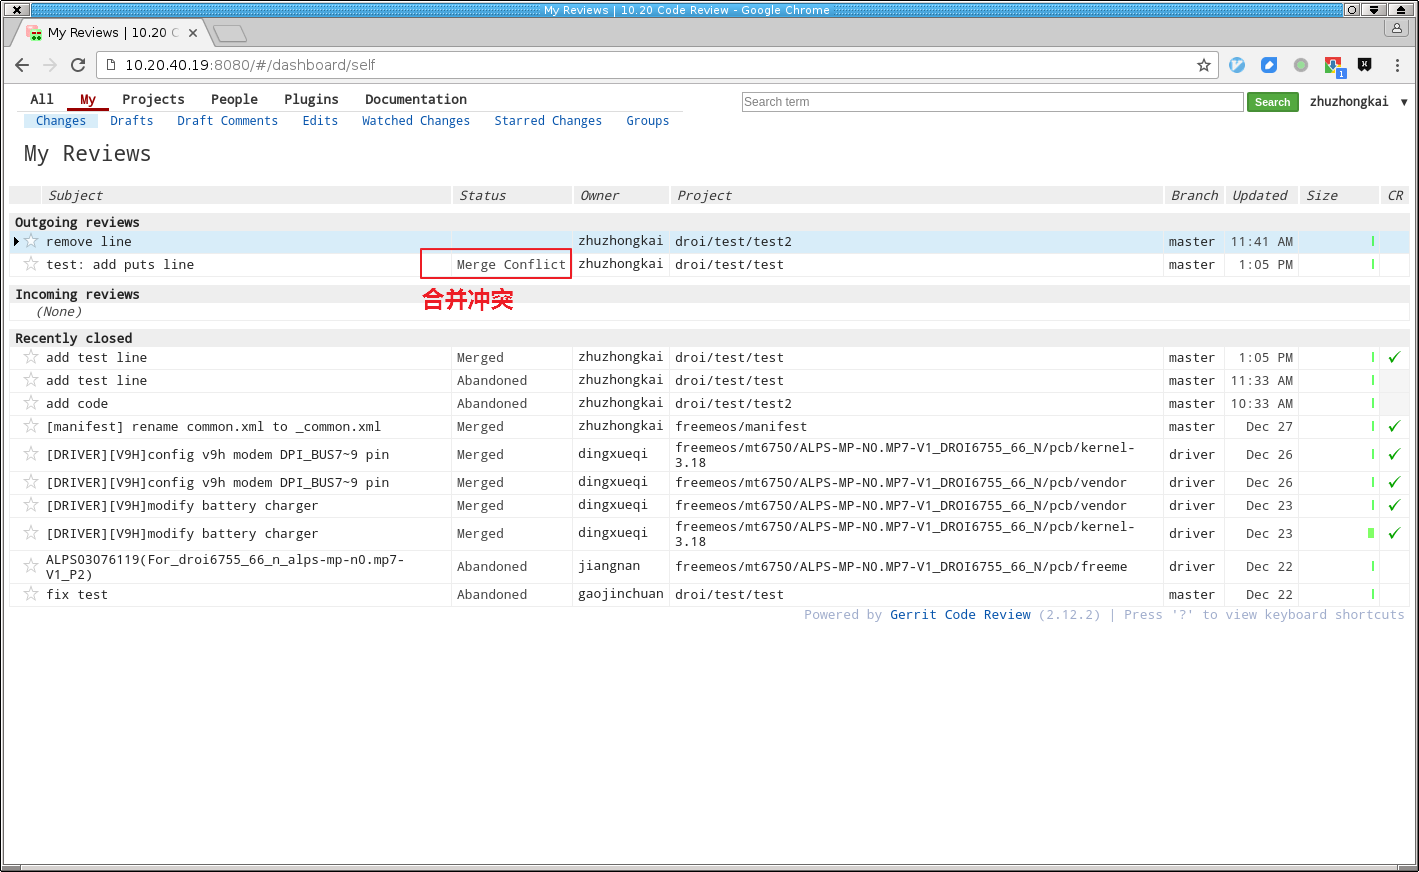 My Reviews | 10.20 Code Review - Google Chrome
My Reviews | 10.20 C
10.20.40.19:8080/#/dashboard/self
1
All My Projects People Plugins Documentation
Search term
Search
zhuzhongkai ▼
Changes Drafts Draft Comments Edits Watched Changes Starred Changes Groups
My Reviews
Subject Status Owner Project Branch Updated Size CR
Outgoing reviews
remove line zhuzhongkai droi/test/test2 master 11:41 AM
test: add puts line Merge Conflict zhuzhongkai droi/test/test master 1:05 PM
合并冲突
Incoming reviews
(None)
Recently closed
add test line Merged zhuzhongkai droi/test/test master 1:05 PM
add test line Abandoned zhuzhongkai droi/test/test master 11:33 AM
add code Abandoned zhuzhongkai droi/test/test2 master 10:33 AM
[manifest] rename common.xml to _common.xml Merged zhuzhongkai freemeos/manifest master Dec 27
[DRIVER][V9H]config v9h modem DPI_BUS7~9 pin Merged dingxueqi freemeos/mt6750/ALPS-MP-N0.MP7-V1_DROI6755_66_N/pcb/kernel-
3.18 driver Dec 26
[DRIVER][V9H]config v9h modem DPI_BUS7~9 pin Merged dingxueqi freemeos/mt6750/ALPS-MP-N0.MP7-V1_DROI6755_66_N/pcb/vendor driver Dec 26
[DRIVER][V9H]modify battery charger Merged dingxueqi freemeos/mt6750/ALPS-MP-N0.MP7-V1_DROI6755_66_N/pcb/vendor driver Dec 23
[DRIVER][V9H]modify battery charger Merged dingxueqi freemeos/mt6750/ALPS-MP-N0.MP7-V1_DROI6755_66_N/pcb/kernel-
3.18 driver Dec 23
ALPS03076119(For_droi6755_66_n_alps-mp-n0.mp7-
V1_P2) Abandoned jiangnan freemeos/mt6750/ALPS-MP-N0.MP7-V1_DROI6755_66_N/pcb/freeme driver Dec 22
fix test Abandoned gaojinchuan droi/test/test master Dec 22
Powered by Gerrit Code Review (2.12.2) | Press '?' to view keyboard shortcuts